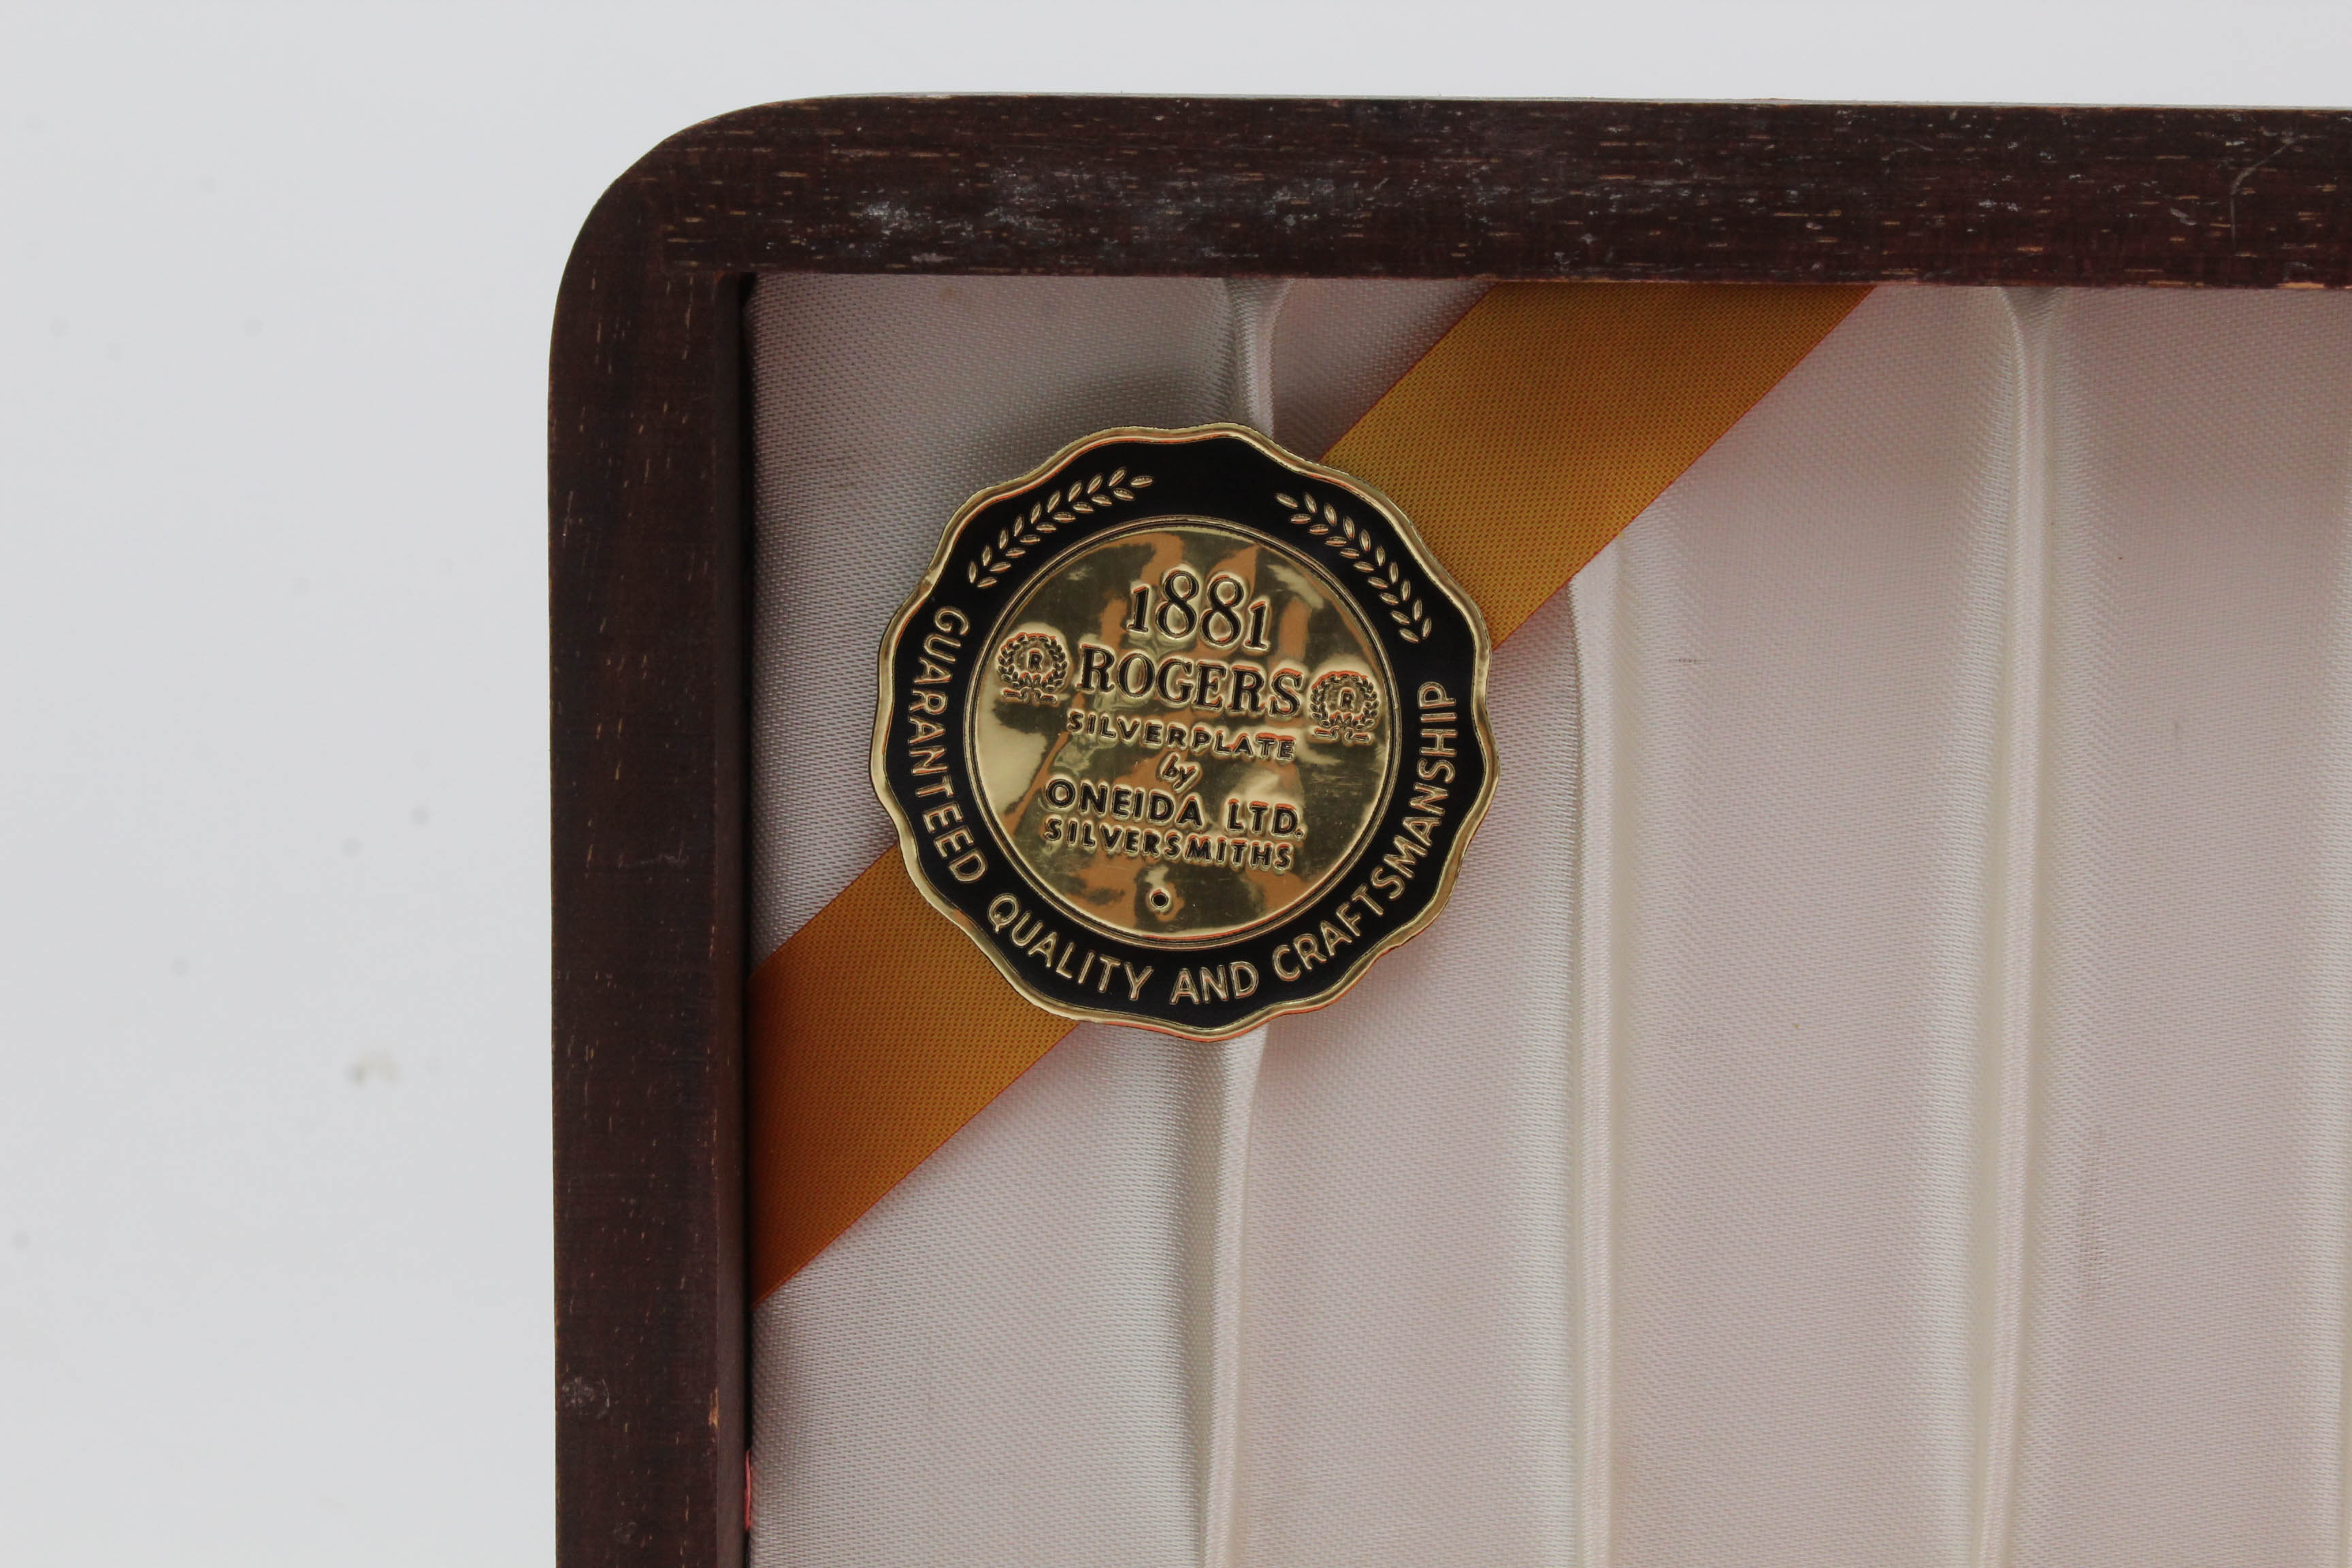 1881
R ROGERS R
SILVERPLATE
by
ONEIDA LTD.
SILVERSMITHS
GUARANTEED QUALITY AND CRAFTSMANSHIP